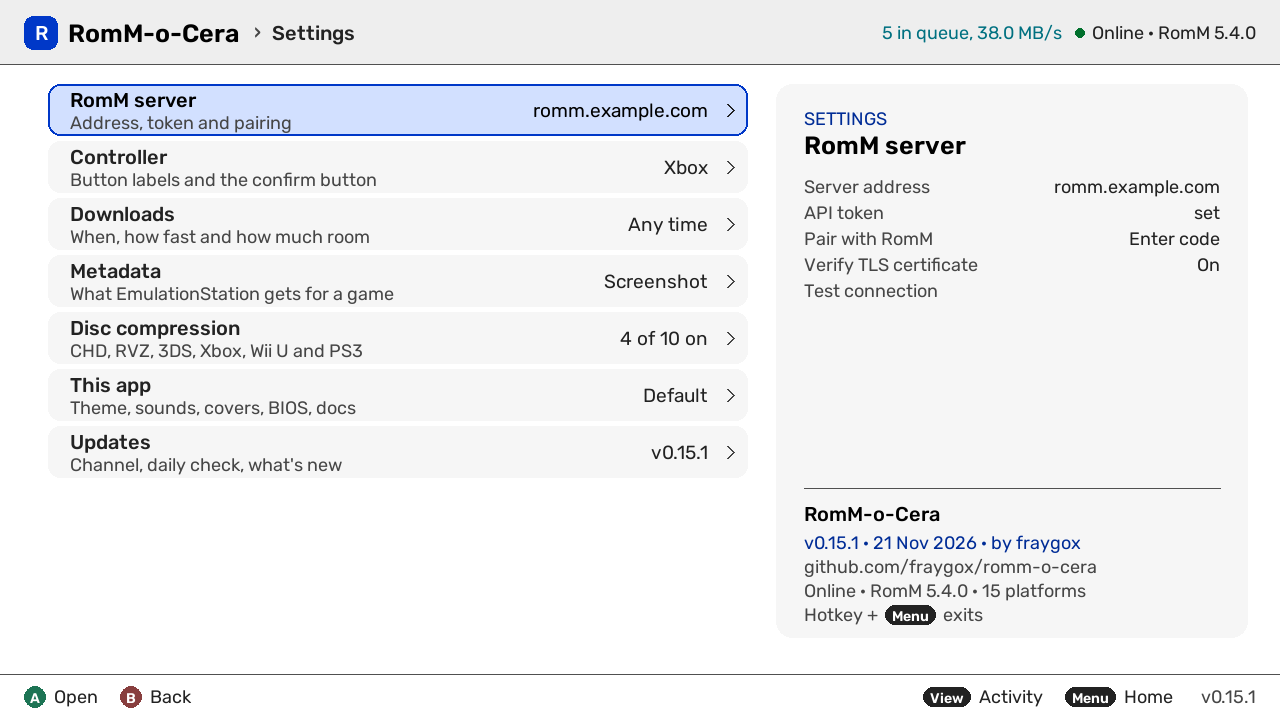 R RomM-o-Cera › Settings
5 in queue, 38.0 MB/s ● Online • RomM 5.4.0
RomM server
Address, token and pairing
romm.example.com
Controller
Button labels and the confirm button
Xbox
Downloads
When, how fast and how much room
Any time
Metadata
What EmulationStation gets for a game
Screenshot
Disc compression
CHD, RVZ, 3DS, Xbox, Wii U and PS3
4 of 10 on
This app
Theme, sounds, covers, BIOS, docs
Default
Updates
Channel, daily check, what's new
v0.15.1
SETTINGS
RomM server
Server address romm.example.com
API token set
Pair with RomM Enter code
Verify TLS certificate On
Test connection
RomM-o-Cera
v0.15.1 • 21 Nov 2026 • by fraygox
github.com/fraygox/romm-o-cera
Online • RomM 5.4.0 • 15 platforms
Hotkey + Menu exits
A Open B Back
View Activity Menu Home v0.15.1